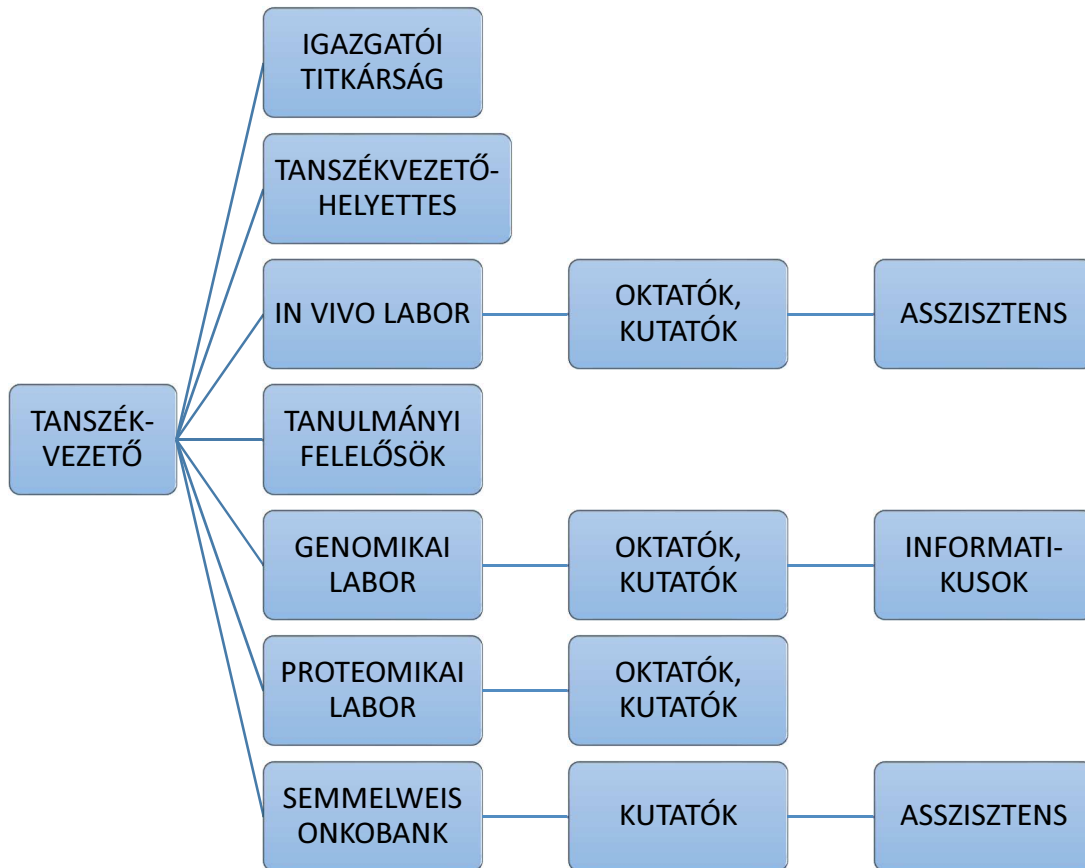 IGAZGATÓI
TITKÁRSÁG
TANSZÉKVEZETŐ-
HELYETTES
IN VIVO LABOR
OKTATÓK,
KUTATÓK
ASSZISZTENS
TANSZÉK-
VEZETŐ
TANULMÁNYI
FELELŐSÖK
GENOMIKAI
LABOR
OKTATÓK,
KUTATÓK
INFORMATI-
KUSOK
PROTEOMIKAI
LABOR
OKTATÓK,
KUTATÓK
SEMMELWEIS
ONKOBANK
KUTATÓK
ASSZISZTENS